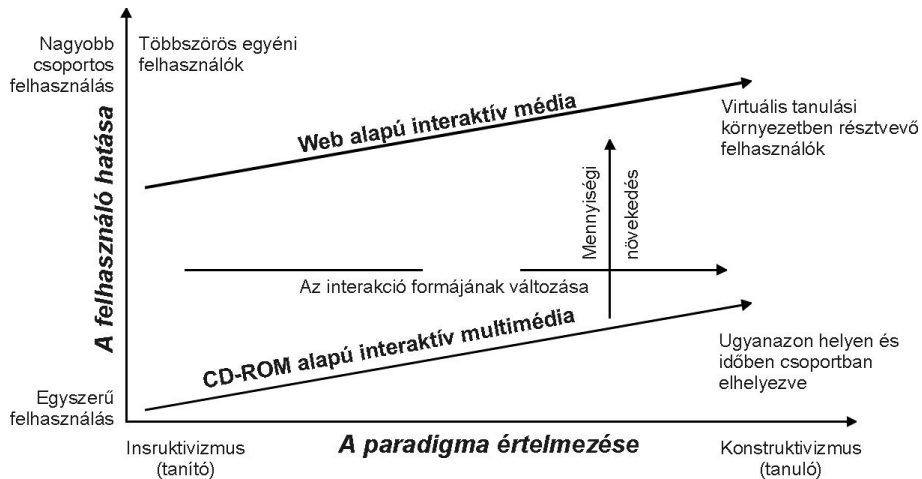 Nagyobb
csoportos
felhasználás
Többszörös egyéni
felhasználók
A felhasználó hatása
Web alapú interaktív média
Virtuális tanulási
környezetben résztvevő
felhasználók
Mennyiségi
növekedés
Az interakció formájának változása
CD-ROM alapú interaktív multimédia
Ugyanazon helyen és
időben csoportban
elhelyezve
Egyszerű
felhasználás
Insruktivizmus
(tanító)
A paradigma értelmezése
Konstruktivizmus
(tanuló)